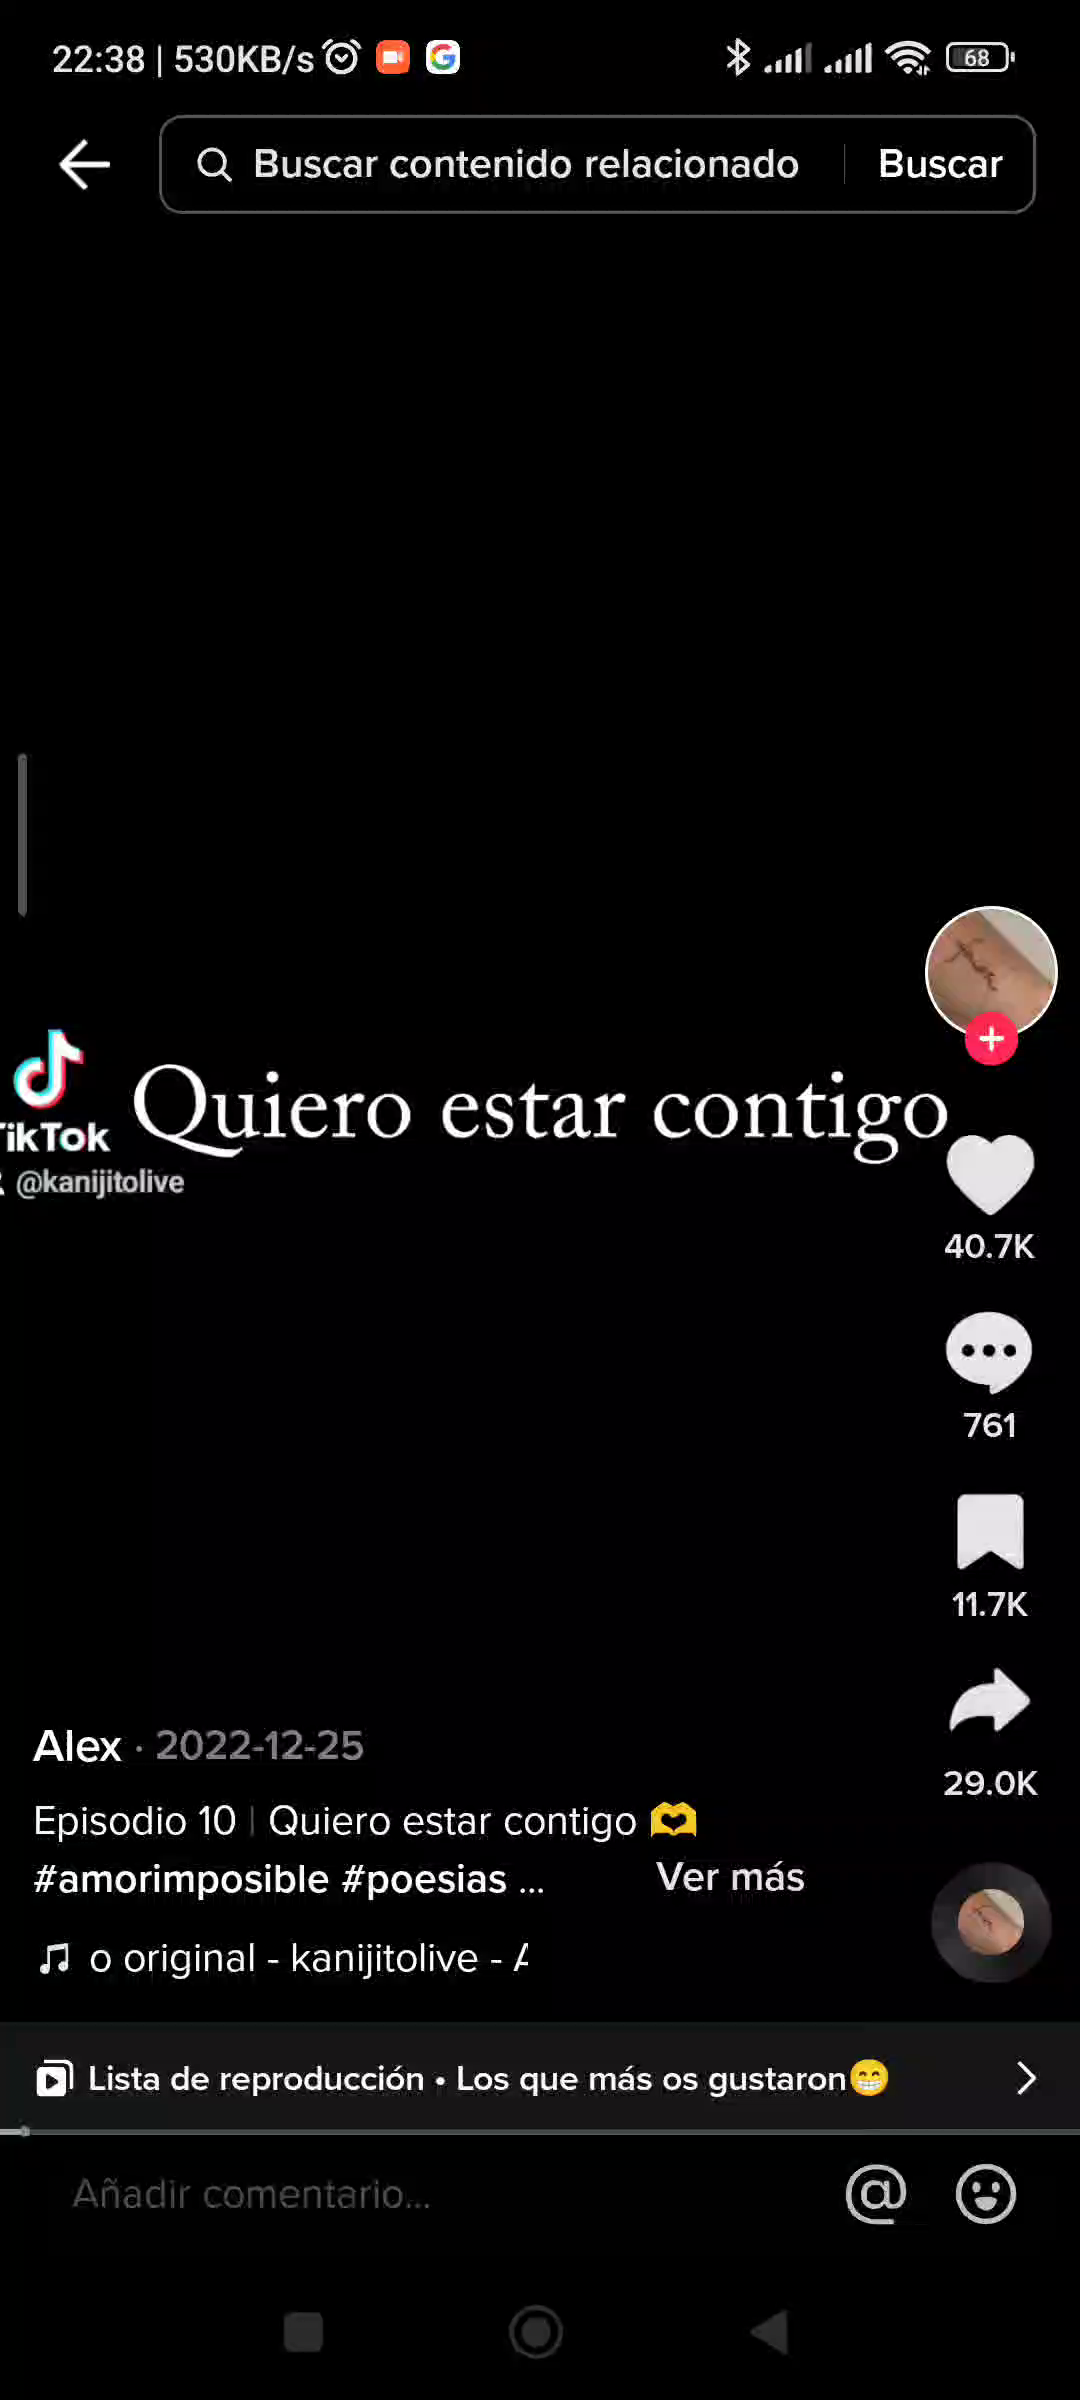 22:38 | 530KB/s
68
Buscar contenido relacionado
Buscar
Quiero estar contigo
TikTok
@kanijitolive
40.7K
761
11.7K
29.0K
Alex · 2022-12-25
Episodio 10 | Quiero estar contigo 🫶
#amorimposible #poesias ... Ver más
o original - kanijitolive - A
Lista de reproducción • Los que más os gustaron😁
Añadir comentario...